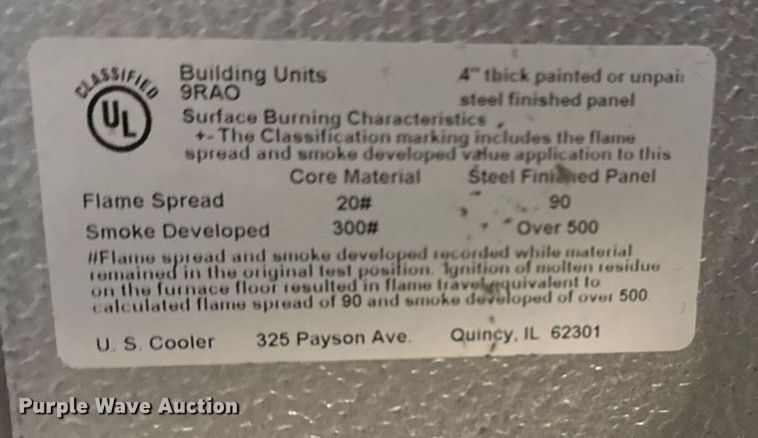 CLASSIFIED
UL
Building Units
9RAO
4" thick painted or unpai
steel finished panel
Surface Burning Characteristics
+- The Classification marking includes the flame
spread and smoke developed value application to this
Core Material Steel Finished Panel
Flame Spread 20# 90
Smoke Developed 300# Over 500
#Flame spread and smoke developed recorded while material
remained in the original test position. Ignition of molten residue
on the furnace floor resulted in flame travel equivalent to
calculated flame spread of 90 and smoke developed of over 500.
U. S. Cooler 325 Payson Ave. Quincy, IL 62301
Purple Wave Auction